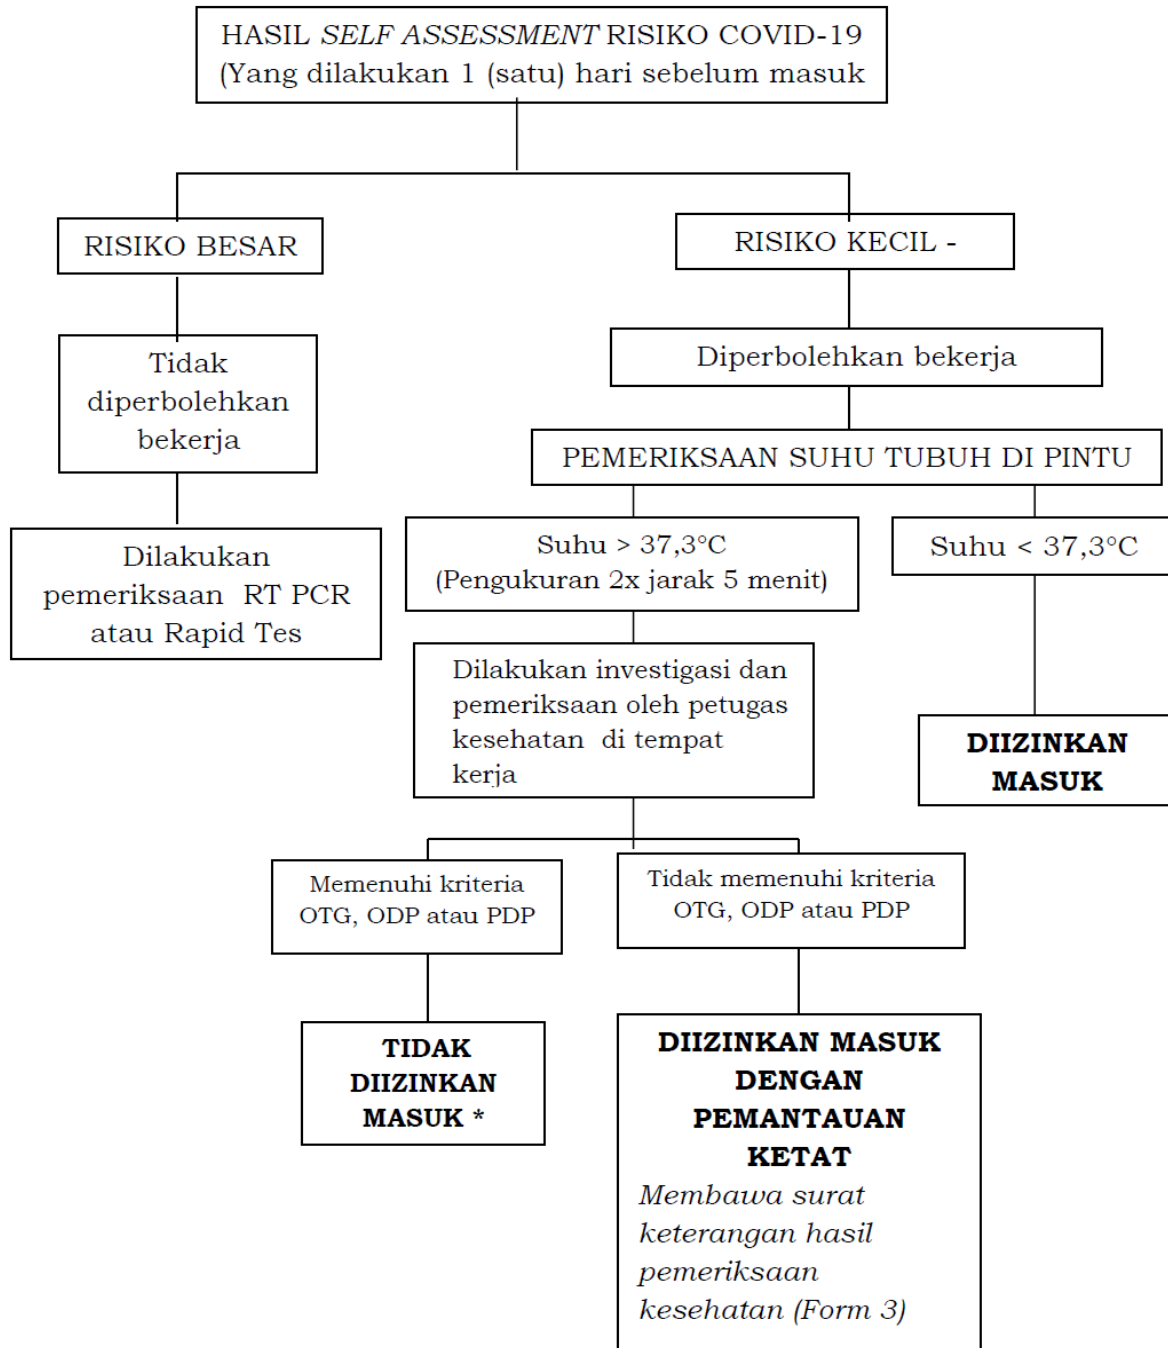 HASIL SELF ASSESSMENT RISIKO COVID-19
(Yang dilakukan 1 (satu) hari sebelum masuk
RISIKO BESAR
RISIKO KECIL -
Tidak
diperbolehkan
bekerja
Diperbolehkan bekerja
PEMERIKSAAN SUHU TUBUH DI PINTU
Dilakukan
pemeriksaan RT PCR
atau Rapid Tes
Suhu > 37,3°C
(Pengukuran 2x jarak 5 menit)
Suhu < 37,3°C
Dilakukan investigasi dan
pemeriksaan oleh petugas
kesehatan di tempat
kerja
DIIZINKAN
MASUK
Memenuhi kriteria
OTG, ODP atau PDP
Tidak memenuhi kriteria
OTG, ODP atau PDP
TIDAK
DIIZINKAN
MASUK *
DIIZINKAN MASUK
DENGAN
PEMANTAUAN
KETAT
Membawa surat
keterangan hasil
pemeriksaan
kesehatan (Form 3)